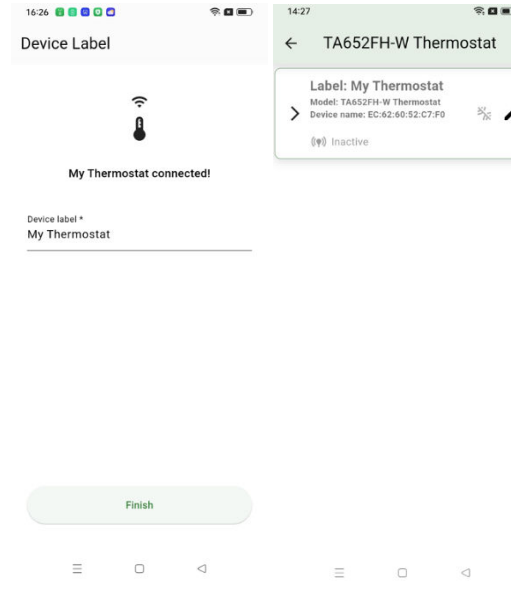 16:26
Device Label
My Thermostat connected!
Device label *
My Thermostat
Finish
14:27
TA652FH-W Thermostat
Label: My Thermostat
Model: TA652FH-W Thermostat
Device name: EC:62:60:52:C7:F0
Inactive